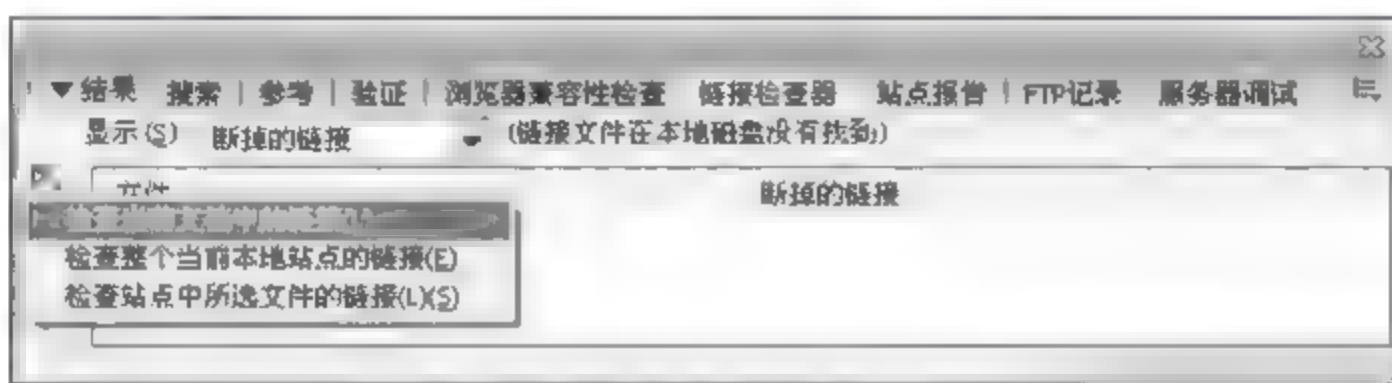 ▼结果 搜索 | 参考 | 验证 | 浏览器兼容性检查 链接检查器 站点报告 | FTP记录 服务器调试
显示(S) 断掉的链接 (链接文件在本地磁盘没有找到)
文件 断掉的链接
检查整个当前本地站点的链接(E)
检查站点中所选文件的链接(L)(S)